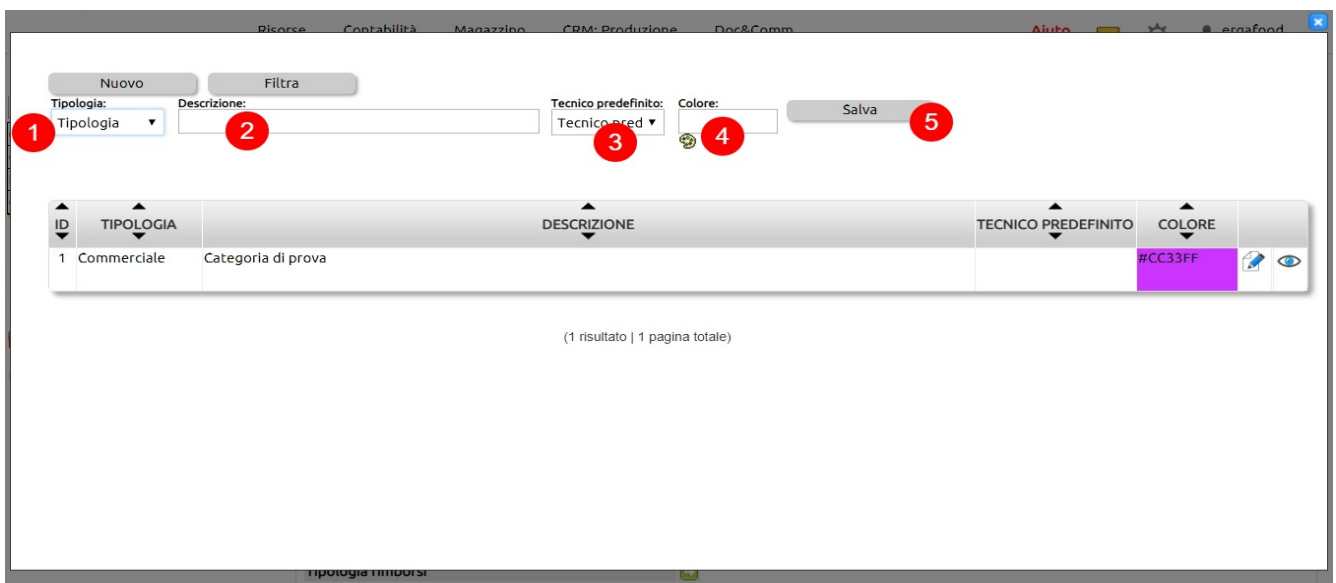 Risorse Contabilità Magazzino CRM: Produzione Doc&Comm Aiuto ergafood
Nuovo Filtra
Tipologia: Descrizione: Tecnico predefinito: Colore:
Tipologia Tecnico pred Salva
1 2 3 4 5
ID TIPOLOGIA DESCRIZIONE TECNICO PREDEFINITO COLORE
1 Commerciale Categoria di prova #CC33FF
(1 risultato | 1 pagina totale)
Tipologia rimborsi